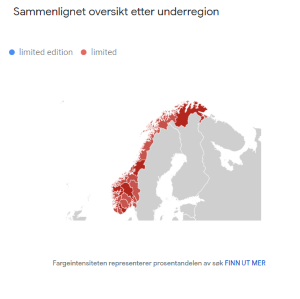 Sammenlignet oversikt etter underregion
limited edition limited
Fargeintensiteten representerer prosentandelen av søk FINN UT MER